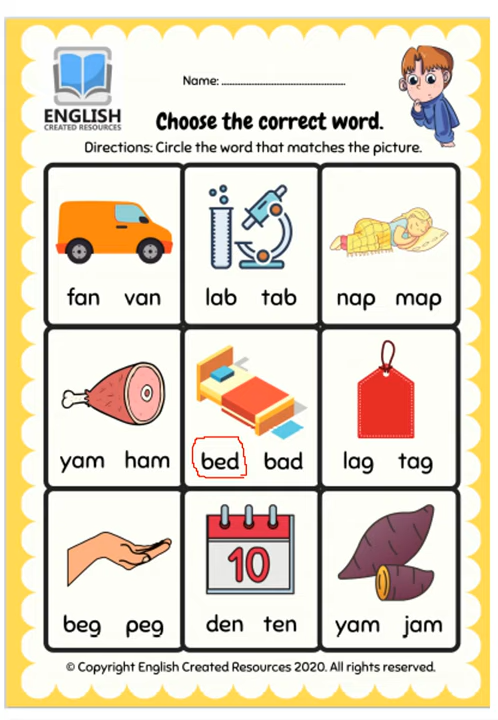 ENGLISH
CREATED RESOURCES
Name: ........................................................
Choose the correct word.
Directions: Circle the word that matches the picture.
fan van
lab tab
nap map
yam ham
bed bad
lag tag
beg peg
10
den ten
yam jam
© Copyright English Created Resources 2020. All rights reserved.